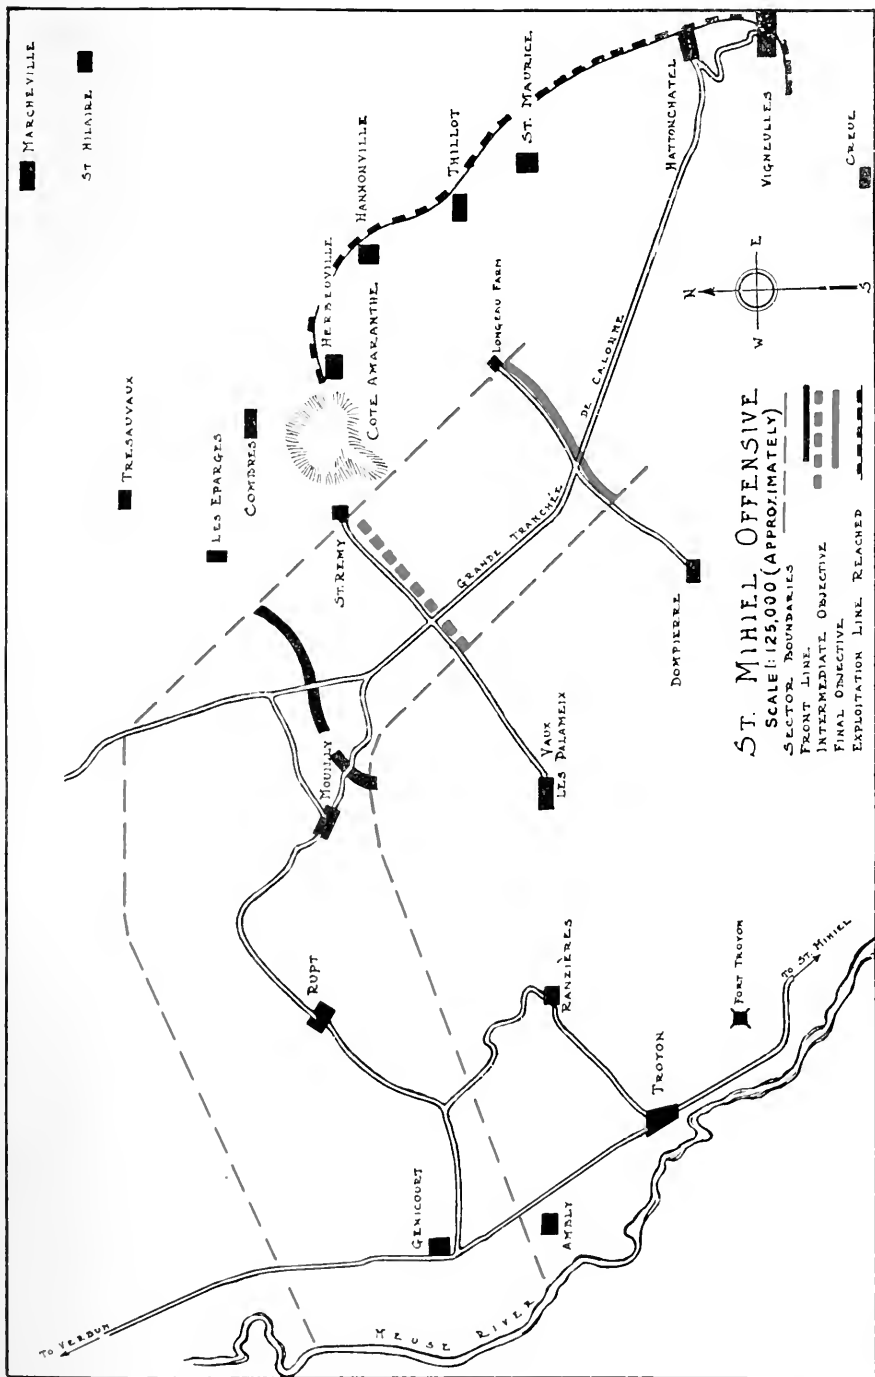 MARCHEVILLE
ST HILAIRE
TRESAUVAUX
LES EPARGES
COMBRES
HERBEUVILLE
HANNONVILLE
THILLOT
ST. MAURICE
HATTONCHATEL
VIGNEULLES
CREUE
COTE AMARANTHE
LONGEAU FARM
ST. REMY
GRANDE TRANCHÉE
DE CALONNE
DOMPIERRE
VAUX
LES PALAMEIX
MOUILLY
RUPT
RANZIÈRES
TROYON
FORT TROYON
TO ST. MIHIEL
GENICOURT
AMBLY
MEUSE RIVER
TO VERDUN
N
W
E
S
ST. MIHIEL OFFENSIVE
SCALE 1:125,000 (APPROXIMATELY)
SECTOR BOUNDARIES
FRONT LINE
INTERMEDIATE OBJECTIVE
FINAL OBJECTIVE
EXPLOITATION LINE REACHED